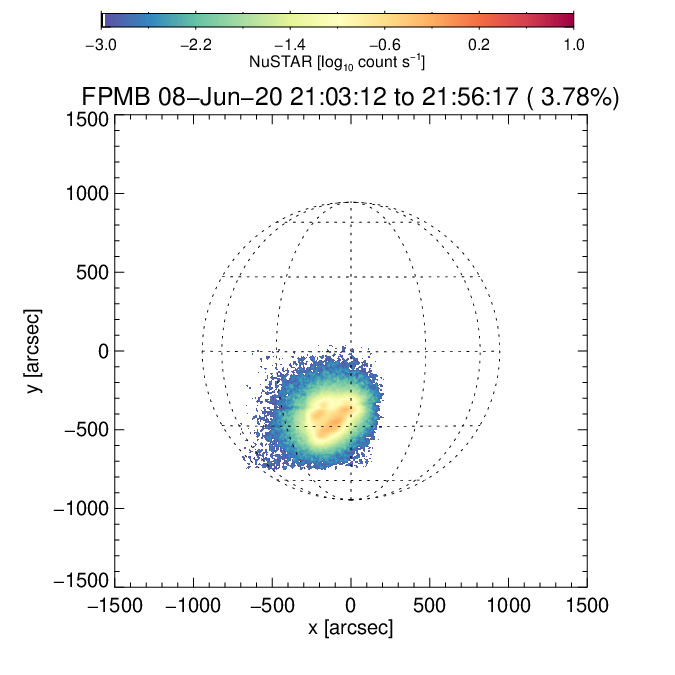 −3.0 −2.2 −1.4 −0.6 0.2 1.0
NuSTAR [log₁₀ count s⁻¹]
FPMB 08−Jun−20 21:03:12 to 21:56:17 ( 3.78%)
1500
1000
500
0
−500
−1000
−1500
y [arcsec]
−1500 −1000 −500 0 500 1000 1500
x [arcsec]